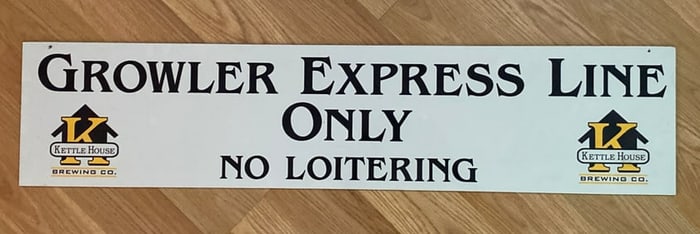 GROWLER EXPRESS LINE
ONLY
NO LOITERING
K
KETTLE HOUSE
BREWING CO.
K
KETTLE HOUSE
BREWING CO.